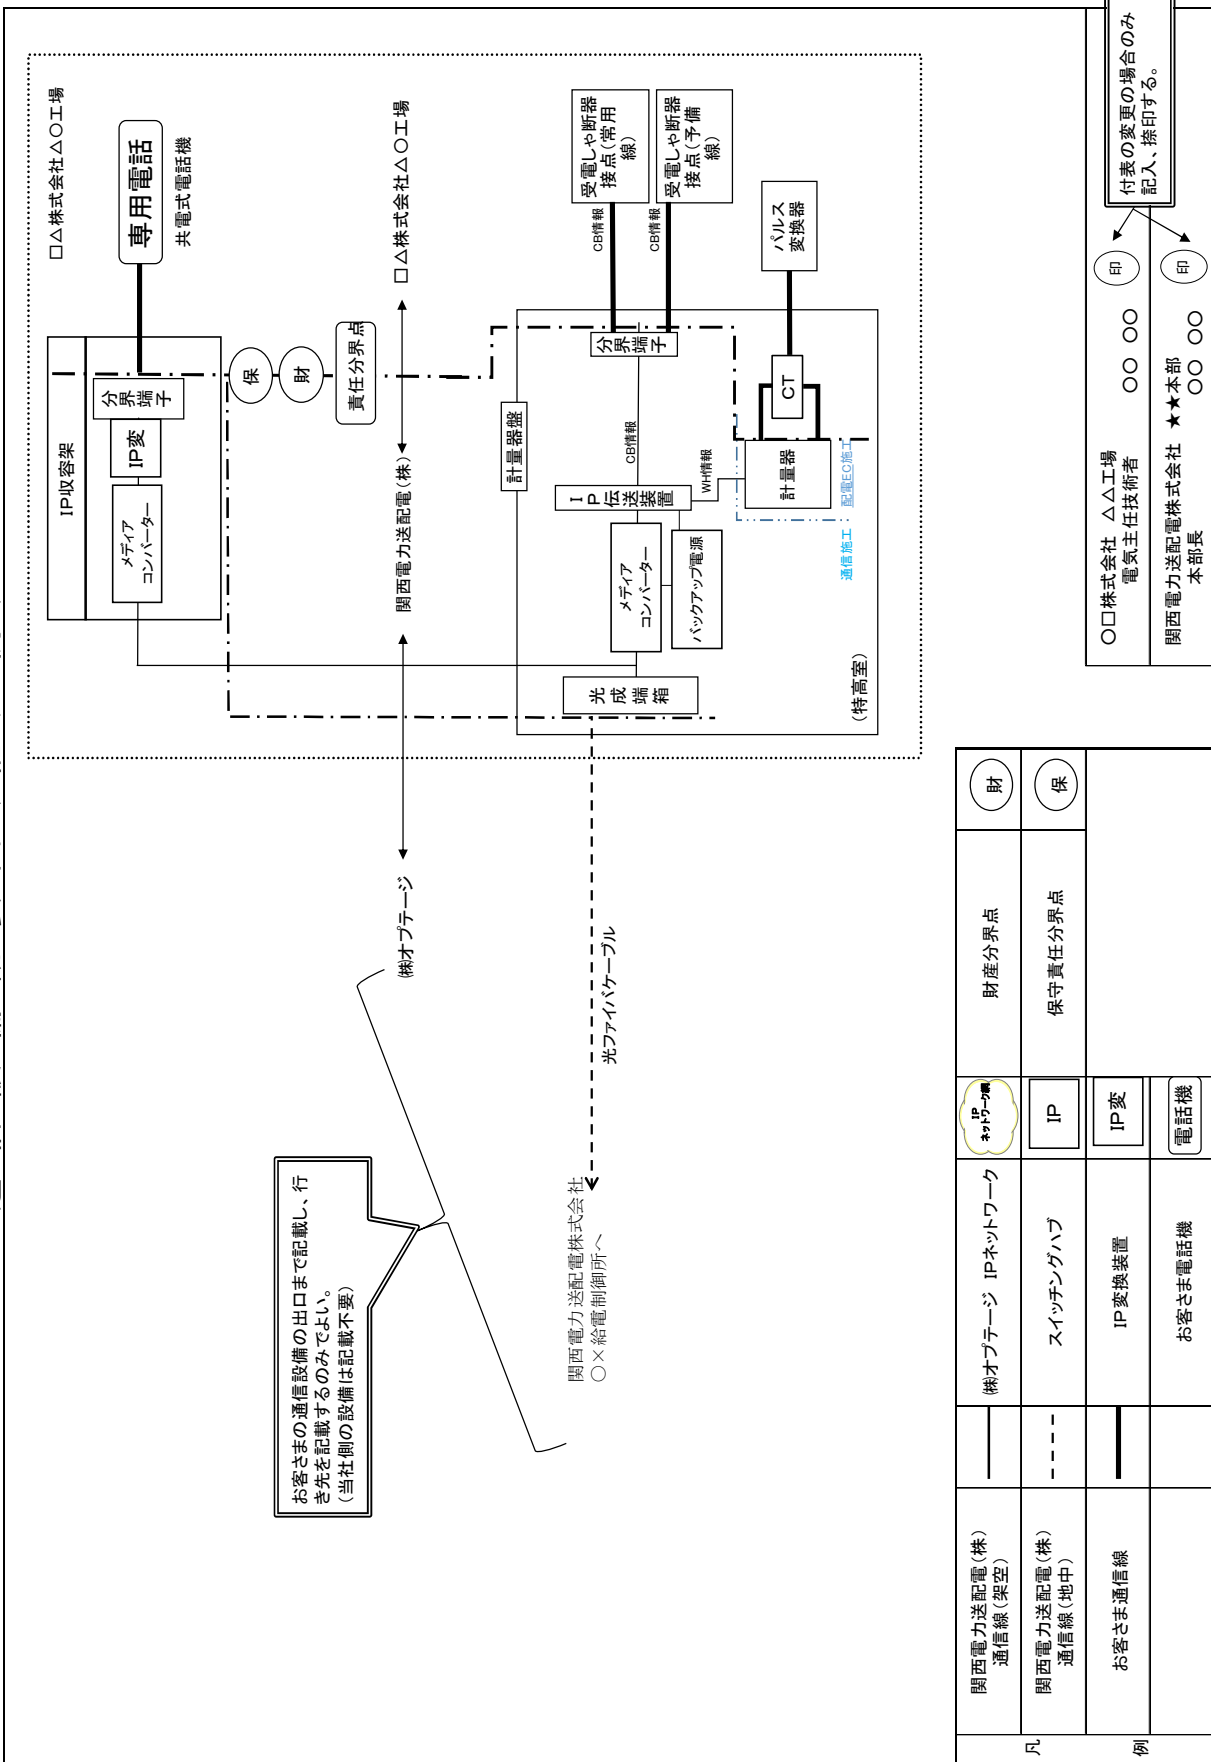 お客さまの通信設備の出口まで記載し、行
き先を記載するのみでよい。
（当社側の設備は記載不要）
関西電力送配電株式会社
○×給電制御所へ
光ファイバケーブル
㈱オプテージ
関西電力送配電(株)
□△株式会社△○工場
□△株式会社△○工場
IP収容架
メディア
コンバーター
IP変
分界
端子
専用電話
共電式電話機
保
財
責任分界点
計量器盤
光成
端箱
メディア
コンバーター
バックアップ電源
IP
伝送
装置
CB情報
WH情報
分界
端子
計量器
CT
通信施工
配電EC施工
(特高室)
CB情報
CB情報
受電しゃ断器
接点(常用
線)
受電しゃ断器
接点(予備
線)
パルス
変換器
凡
例
関西電力送配電(株)
通信線(架空)
㈱オプテージ IPネットワーク
IP
ネットワーク網
財産分界点
財
関西電力送配電(株)
通信線(地中)
スイッチングハブ
IP
保守責任分界点
保
お客さま通信線
IP変換装置
IP変
お客さま電話機
電話機
○□株式会社 △△工場
電気主任技術者
○○ ○○
印
関西電力送配電株式会社 ★★本部
本部長
○○ ○○
印
付表の変更の場合のみ
記入、捺印する。